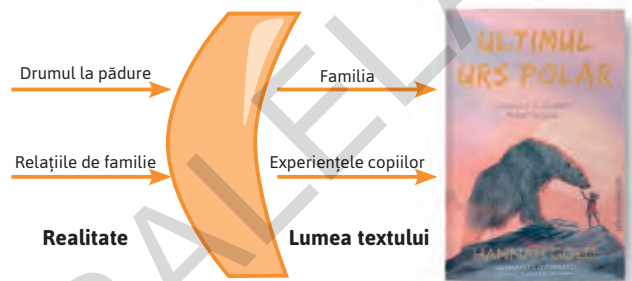 Drumul la pădure
Familia
Relațiile de familie
Experiențele copiilor
Realitate
Lumea textului
ULTIMUL
URS POLAR
HANNAH GOLD